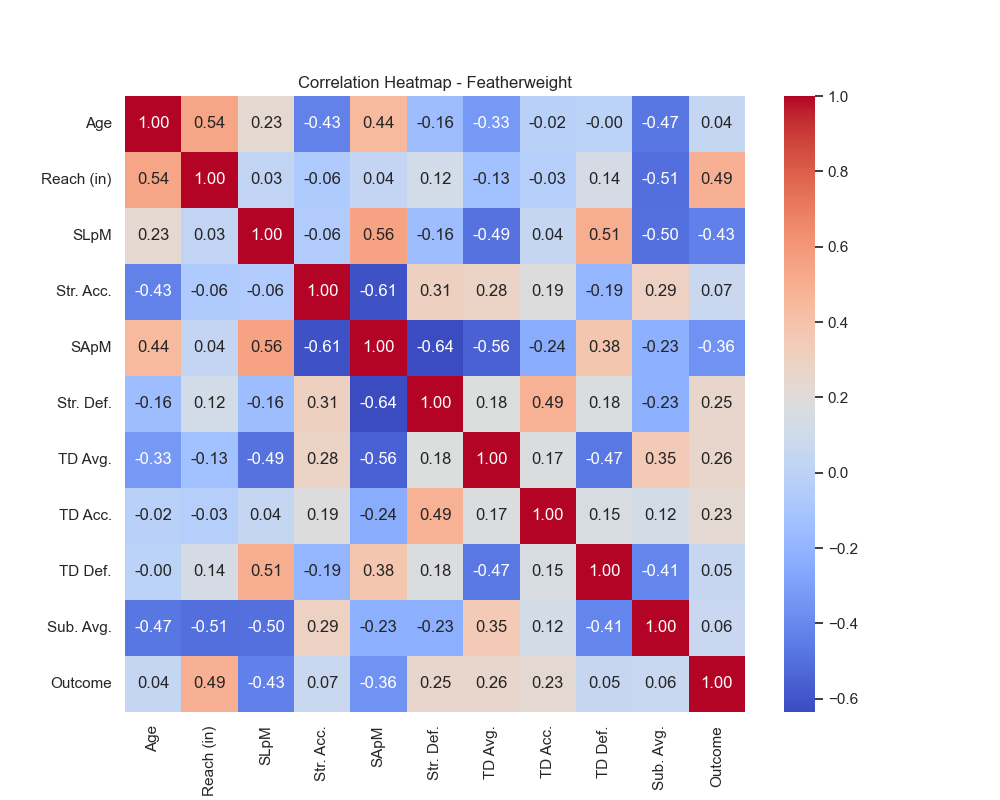 Correlation Heatmap - Featherweight
Age 1.00 0.54 0.23 -0.43 0.44 -0.16 -0.33 -0.02 -0.00 -0.47 0.04
Reach (in) 0.54 1.00 0.03 -0.06 0.04 0.12 -0.13 -0.03 0.14 -0.51 0.49
SLpM 0.23 0.03 1.00 -0.06 0.56 -0.16 -0.49 0.04 0.51 -0.50 -0.43
Str. Acc. -0.43 -0.06 -0.06 1.00 -0.61 0.31 0.28 0.19 -0.19 0.29 0.07
SApM 0.44 0.04 0.56 -0.61 1.00 -0.64 -0.56 -0.24 0.38 -0.23 -0.36
Str. Def. -0.16 0.12 -0.16 0.31 -0.64 1.00 0.18 0.49 0.18 -0.23 0.25
TD Avg. -0.33 -0.13 -0.49 0.28 -0.56 0.18 1.00 0.17 -0.47 0.35 0.26
TD Acc. -0.02 -0.03 0.04 0.19 -0.24 0.49 0.17 1.00 0.15 0.12 0.23
TD Def. -0.00 0.14 0.51 -0.19 0.38 0.18 -0.47 0.15 1.00 -0.41 0.05
Sub. Avg. -0.47 -0.51 -0.50 0.29 -0.23 -0.23 0.35 0.12 -0.41 1.00 0.06
Outcome 0.04 0.49 -0.43 0.07 -0.36 0.25 0.26 0.23 0.05 0.06 1.00
Age Reach (in) SLpM Str. Acc. SApM Str. Def. TD Avg. TD Acc. TD Def. Sub. Avg. Outcome
1.0
0.8
0.6
0.4
0.2
0.0
−0.2
−0.4
−0.6